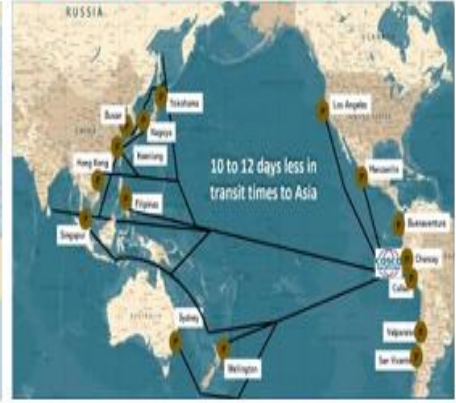 RUSSIA
Yokohama
Busan
Nagoya
Los Angeles
Hong Kong
10 to 12 days less in
transit times to Asia
Manzanillo
Filipinas
Buenaventura
Singapur
COSCO
Chancay
Callao
Sydney
Valparaíso
San Vicente
Wellington